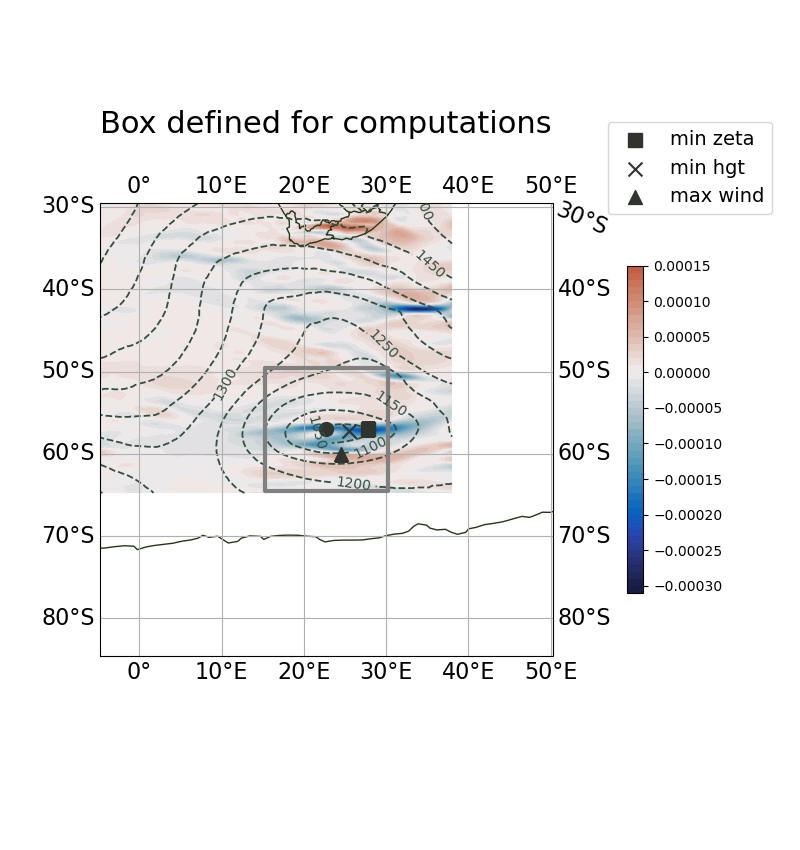 Box defined for computations
min zeta
min hgt
max wind
0° 10°E 20°E 30°E 40°E 50°E
30°S 30°S
40°S 40°S
50°S 50°S
60°S 60°S
70°S 70°S
80°S 80°S
0° 10°E 20°E 30°E 40°E 50°E
1450
1250
1300
1150
1100
1200
0.00015
0.00010
0.00005
0.00000
−0.00005
−0.00010
−0.00015
−0.00020
−0.00025
−0.00030